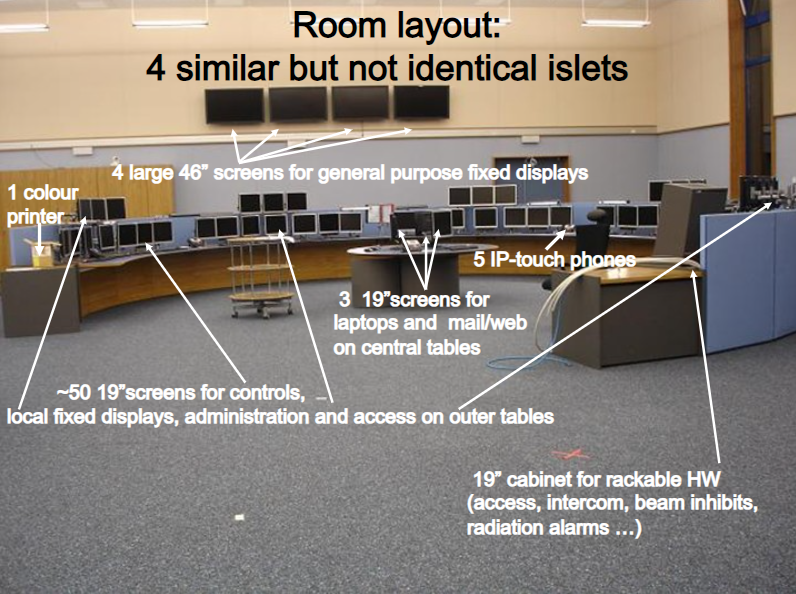 Room layout:
4 similar but not identical islets
4 large 46” screens for general purpose fixed displays
1 colour
printer
5 IP-touch phones
3 19”screens for
laptops and mail/web
on central tables
~50 19”screens for controls,
local fixed displays, administration and access on outer tables
19” cabinet for rackable HW
(access, intercom, beam inhibits,
radiation alarms …)